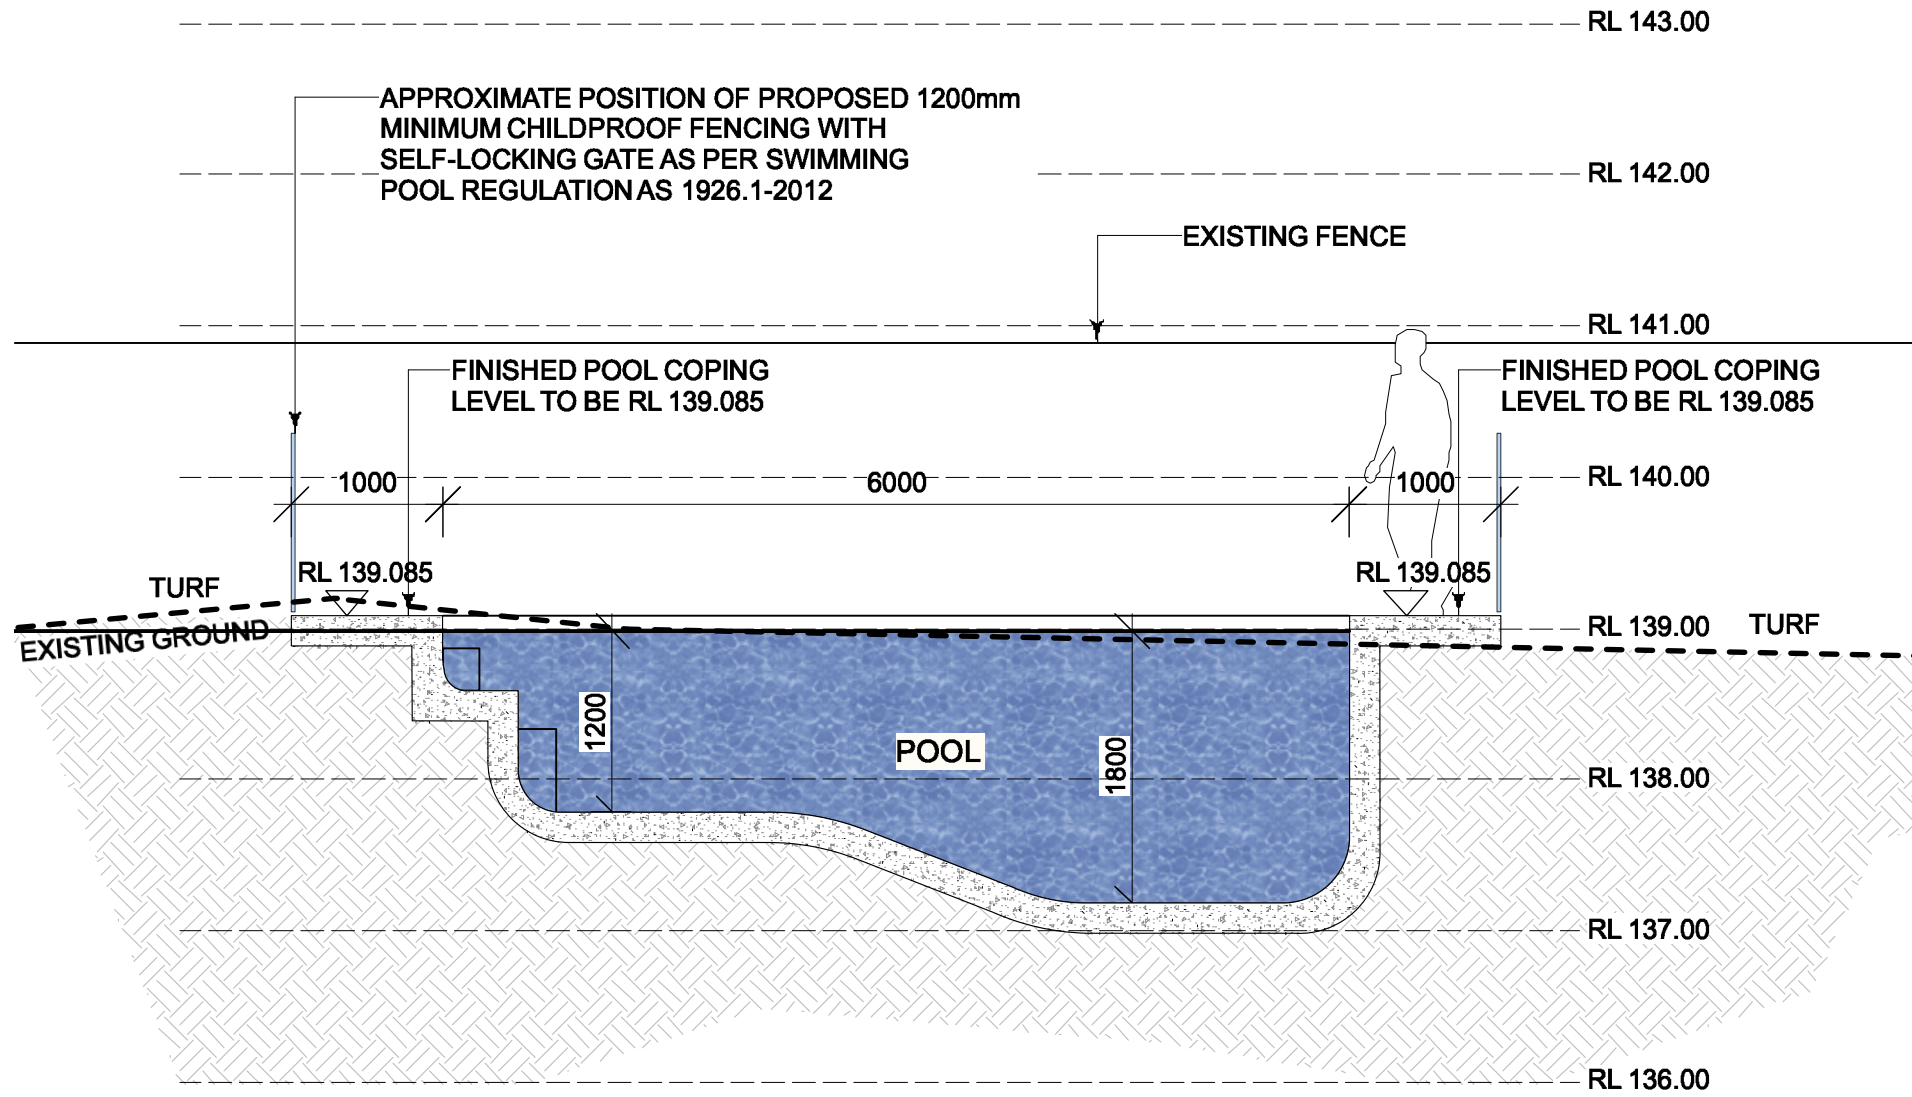 RL 143.00
APPROXIMATE POSITION OF PROPOSED 1200mm
MINIMUM CHILDPROOF FENCING WITH
SELF-LOCKING GATE AS PER SWIMMING
POOL REGULATION AS 1926.1-2012
RL 142.00
EXISTING FENCE
RL 141.00
FINISHED POOL COPING
LEVEL TO BE RL 139.085
FINISHED POOL COPING
LEVEL TO BE RL 139.085
1000
6000
1000
RL 140.00
RL 139.085
RL 139.085
TURF
EXISTING GROUND
RL 139.00
TURF
1200
POOL
1800
RL 138.00
RL 137.00
RL 136.00